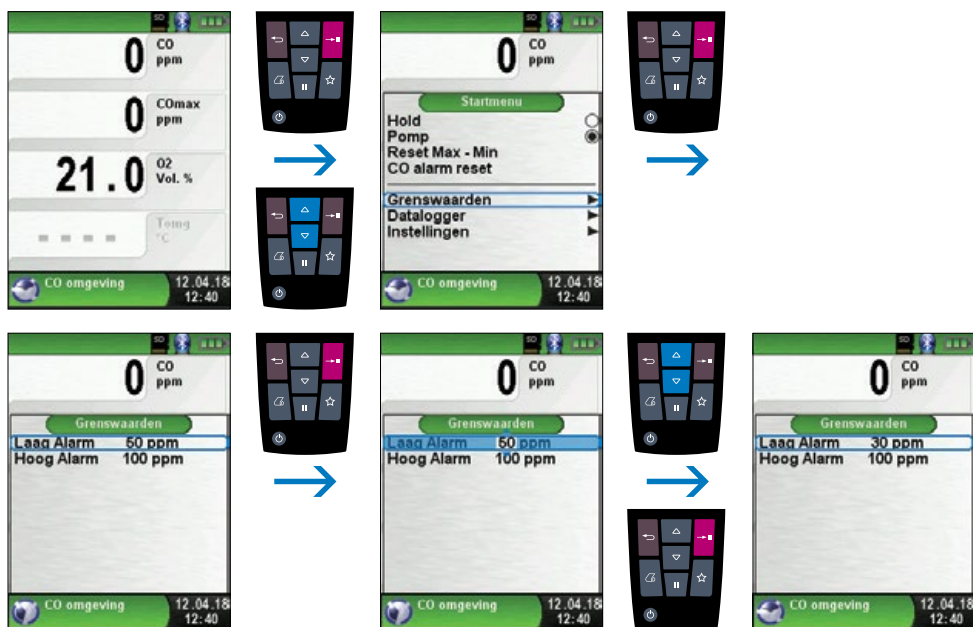 SD
0 CO ppm
0 COmax ppm
21.0 O2 Vol. %
- - - - Tomg °C
CO omgeving 12.04.18 12:40
SD
0 CO ppm
Startmenu
Hold
Pomp
Reset Max - Min
CO alarm reset
Grenswaarden
Datalogger
Instellingen
CO omgeving 12.04.18 12:40
SD
0 CO ppm
Grenswaarden
Laag Alarm 50 ppm
Hoog Alarm 100 ppm
CO omgeving 12.04.18 12:40
SD
0 CO ppm
Grenswaarden
Laag Alarm 50 ppm
Hoog Alarm 100 ppm
CO omgeving 12.04.18 12:40
SD
0 CO ppm
Grenswaarden
Laag Alarm 30 ppm
Hoog Alarm 100 ppm
CO omgeving 12.04.18 12:40